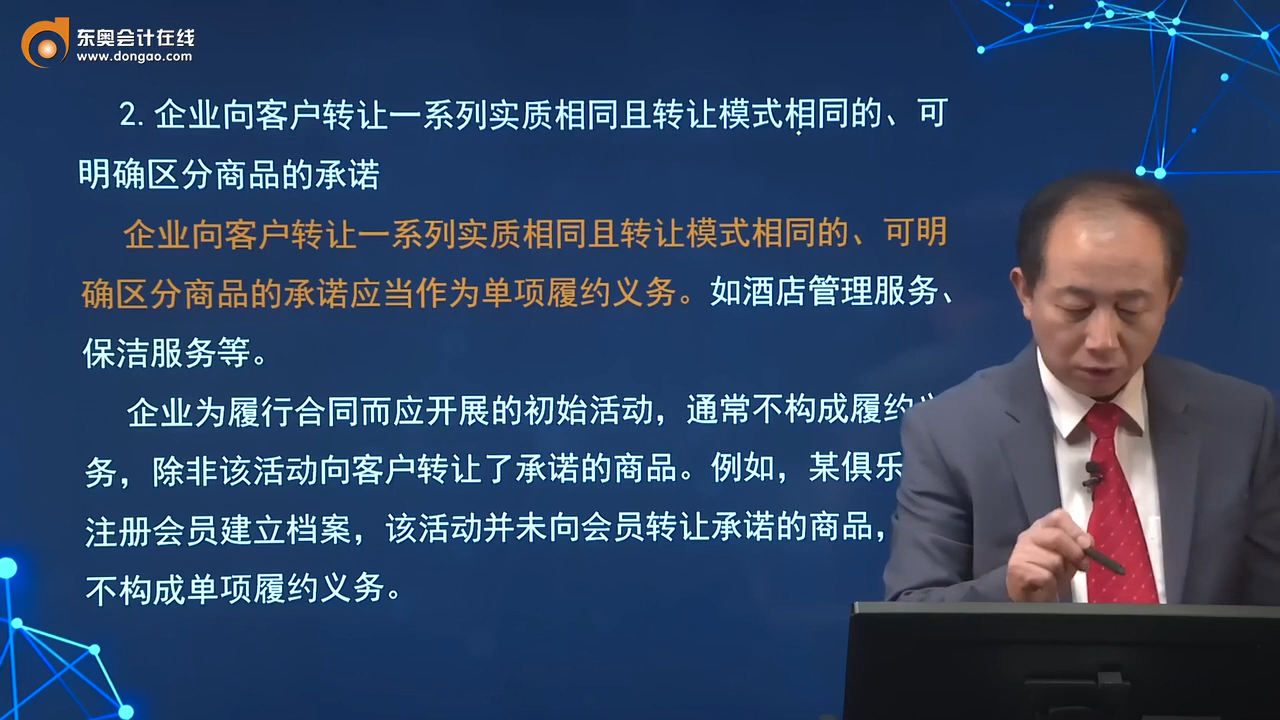 东奥会计在线
www.dongao.com
2. 企业向客户转让一系列实质相同且转让模式相同的、可
明确区分商品的承诺
企业向客户转让一系列实质相同且转让模式相同的、可明
确区分商品的承诺应当作为单项履约义务。如酒店管理服务、
保洁服务等。
企业为履行合同而应开展的初始活动，通常不构成履约
务，除非该活动向客户转让了承诺的商品。例如，某俱乐
注册会员建立档案，该活动并未向会员转让承诺的商品，
不构成单项履约义务。